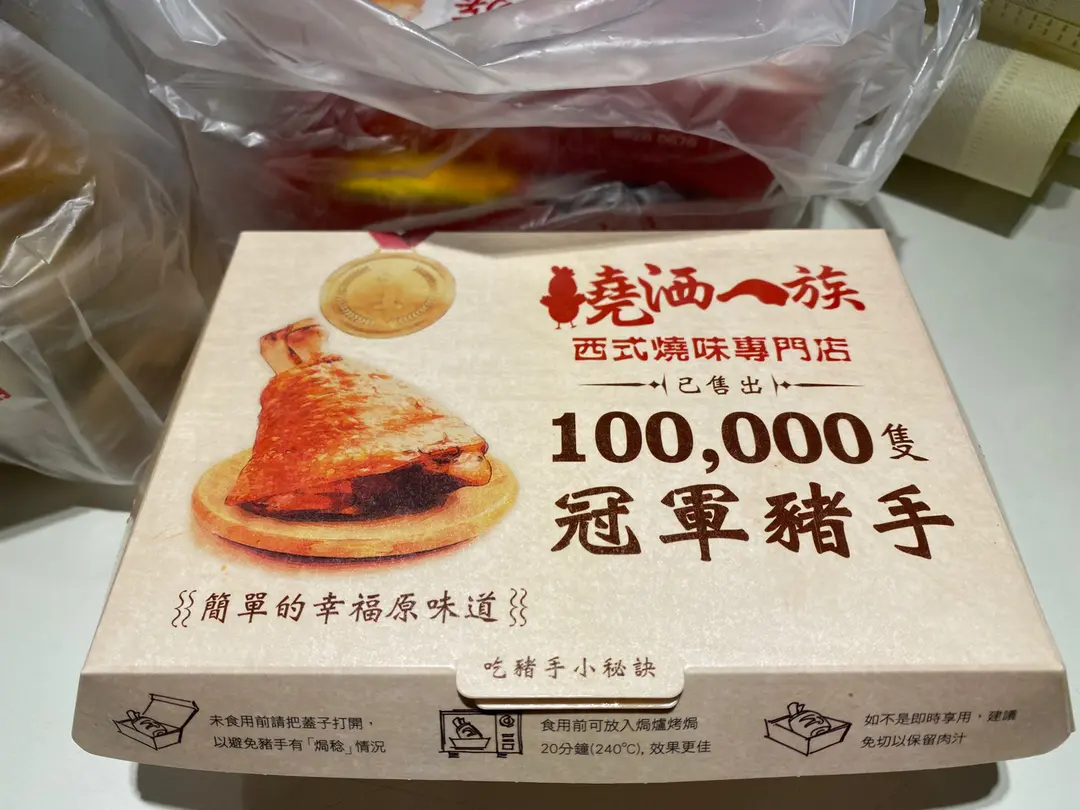 燒洒一族
西式燒味專門店
已售出
100,000隻
冠軍豬手
簡單的幸福原味道
吃豬手小秘訣
未食用前請把蓋子打開，
以避免豬手有「焗稔」情況
食用前可放入焗爐烤焗
20分鐘(240℃), 效果更佳
如不是即時享用，建議
免切以保留肉汁